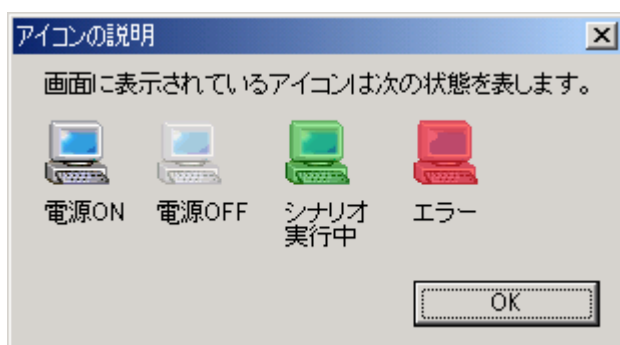 アイコンの説明
画面に表示されているアイコンは次の状態を表します。
電源ON 電源OFF シナリオ エラー
実行中
OK